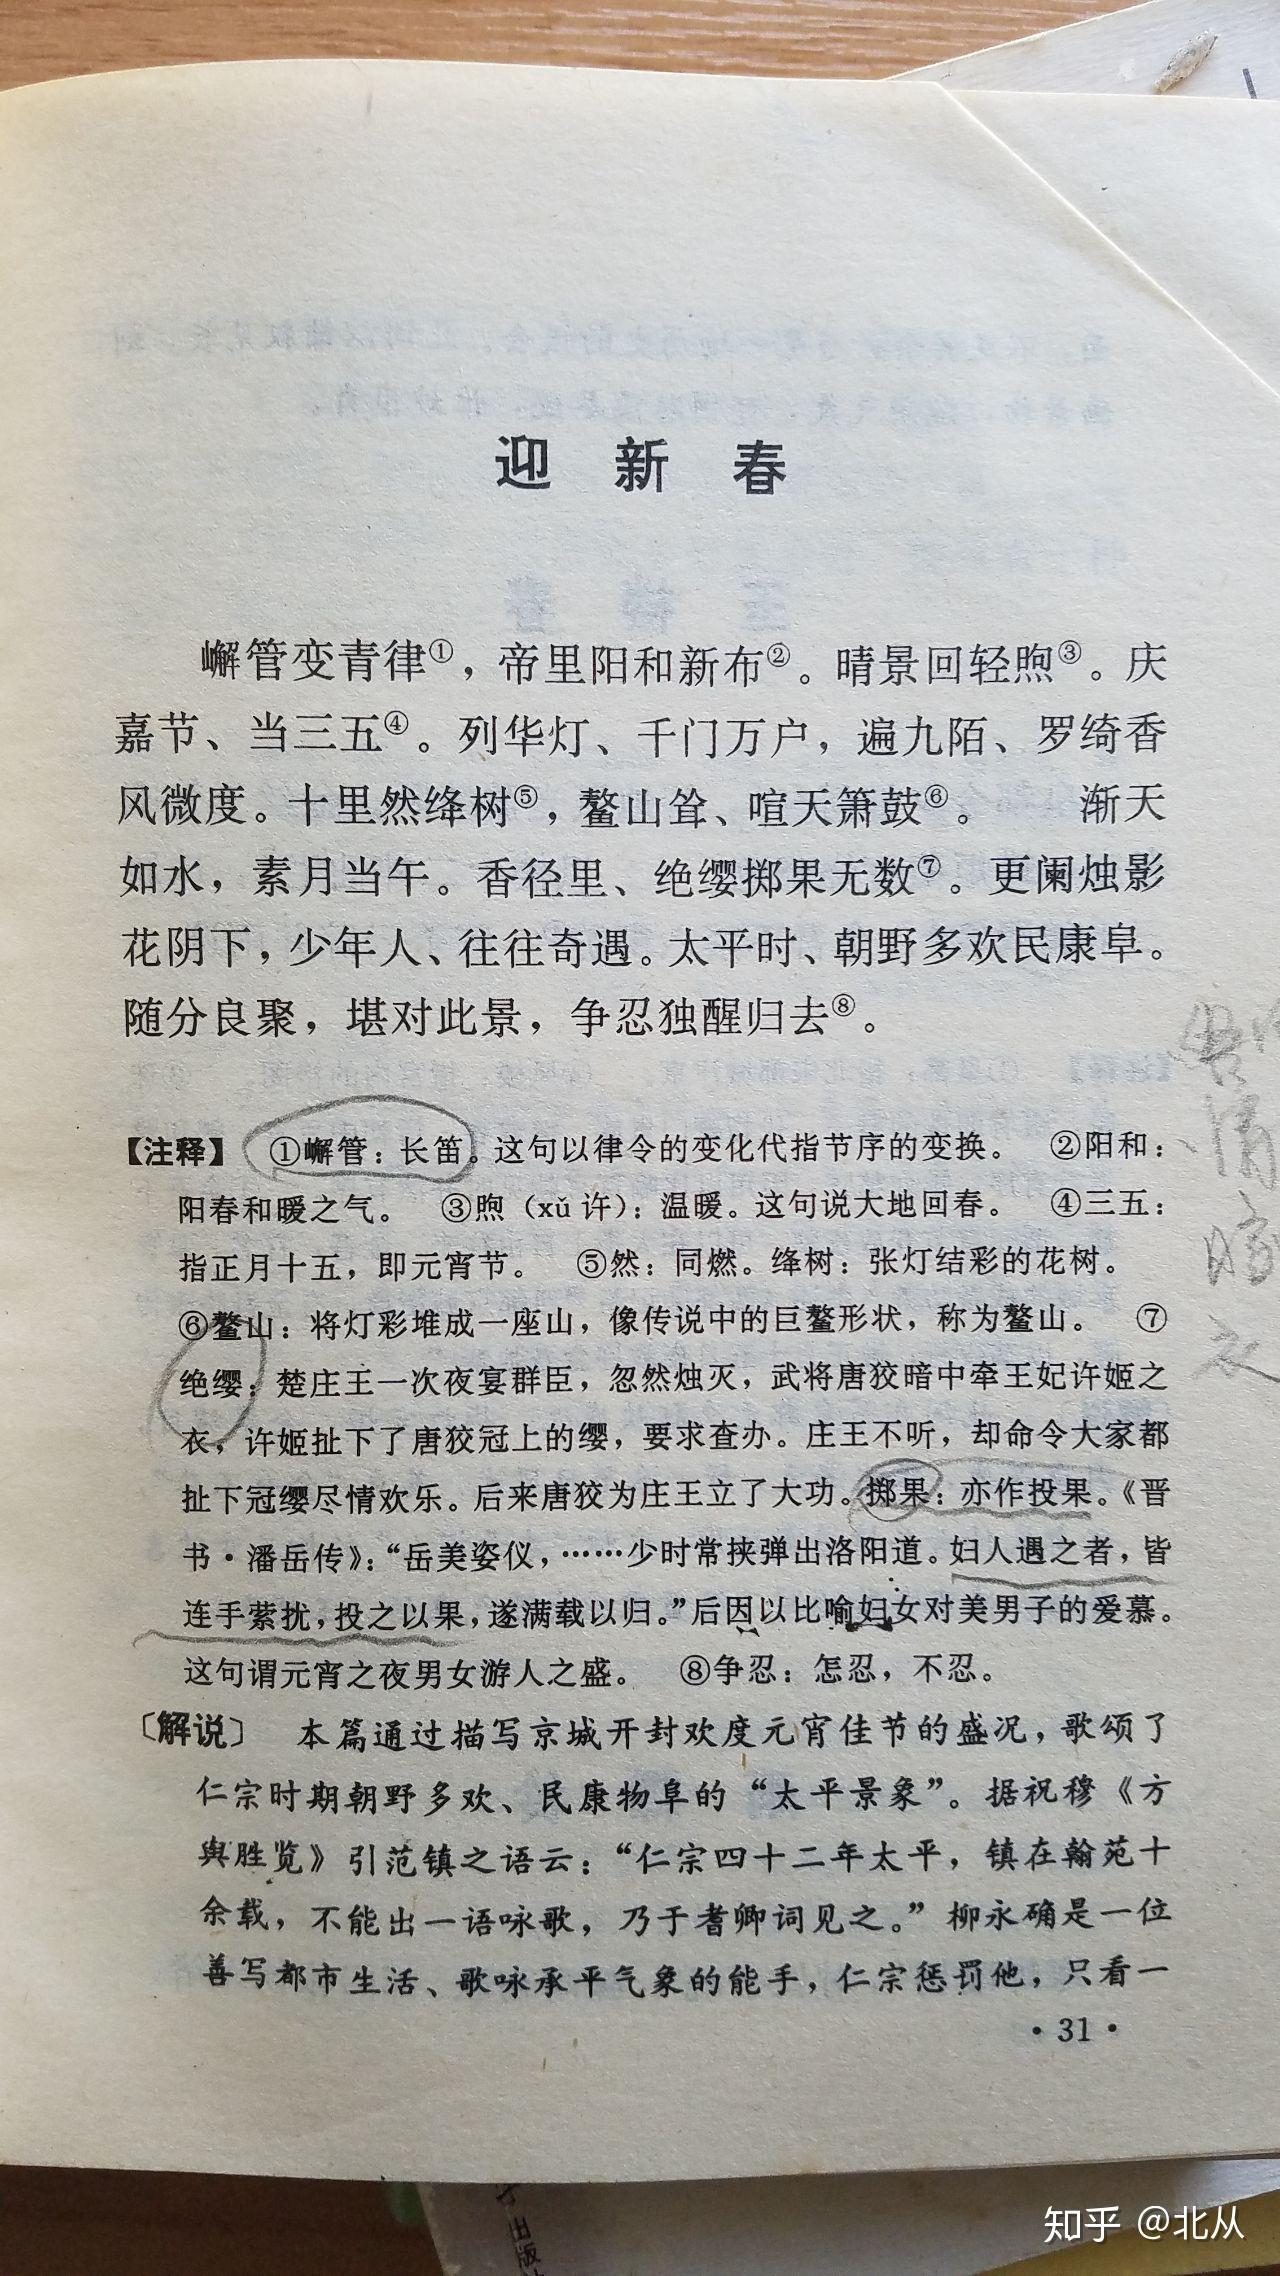 迎新春
嶰管变青律①，帝里阳和新布②。晴景回轻煦③。庆
嘉节、当三五④。列华灯、千门万户，遍九陌、罗绮香
风微度。十里然绛树⑤，鳌山耸、喧天箫鼓⑥。 渐天
如水，素月当午。香径里、绝缨掷果无数⑦。更阑烛影
花阴下，少年人、往往奇遇。太平时、朝野多欢民康阜。
随分良聚，堪对此景，争忍独醒归去⑧。
【注释】 ①嶰管：长笛。这句以律令的变化代指节序的变换。 ②阳和：
阳春和暖之气。 ③煦（xǔ 许）：温暖。这句说大地回春。 ④三五：
指正月十五，即元宵节。 ⑤然：同燃。绛树：张灯结彩的花树。
⑥鳌山：将灯彩堆成一座山，像传说中的巨鳌形状，称为鳌山。 ⑦
绝缨：楚庄王一次夜宴群臣，忽然烛灭，武将唐狡暗中牵王妃许姬之
衣，许姬扯下了唐狡冠上的缨，要求查办。庄王不听，却命令大家都
扯下冠缨尽情欢乐。后来唐狡为庄王立了大功。掷果：亦作投果。《晋
书·潘岳传》：“岳美姿仪，……少时常挟弹出洛阳道。妇人遇之者，皆
连手萦扰，投之以果，遂满载以归。”后因以比喻妇女对美男子的爱慕。
这句谓元宵之夜男女游人之盛。 ⑧争忍：怎忍，不忍。
〔解说〕 本篇通过描写京城开封欢度元宵佳节的盛况，歌颂了
仁宗时期朝野多欢、民康物阜的“太平景象”。据祝穆《方
舆胜览》引范镇之语云：“仁宗四十二年太平，镇在翰苑十
余载，不能出一语咏歌，乃于耆卿词见之。”柳永确是一位
善写都市生活、歌咏承平气象的能手，仁宗惩罚他，只看一
·31·
出版
知乎 @北从